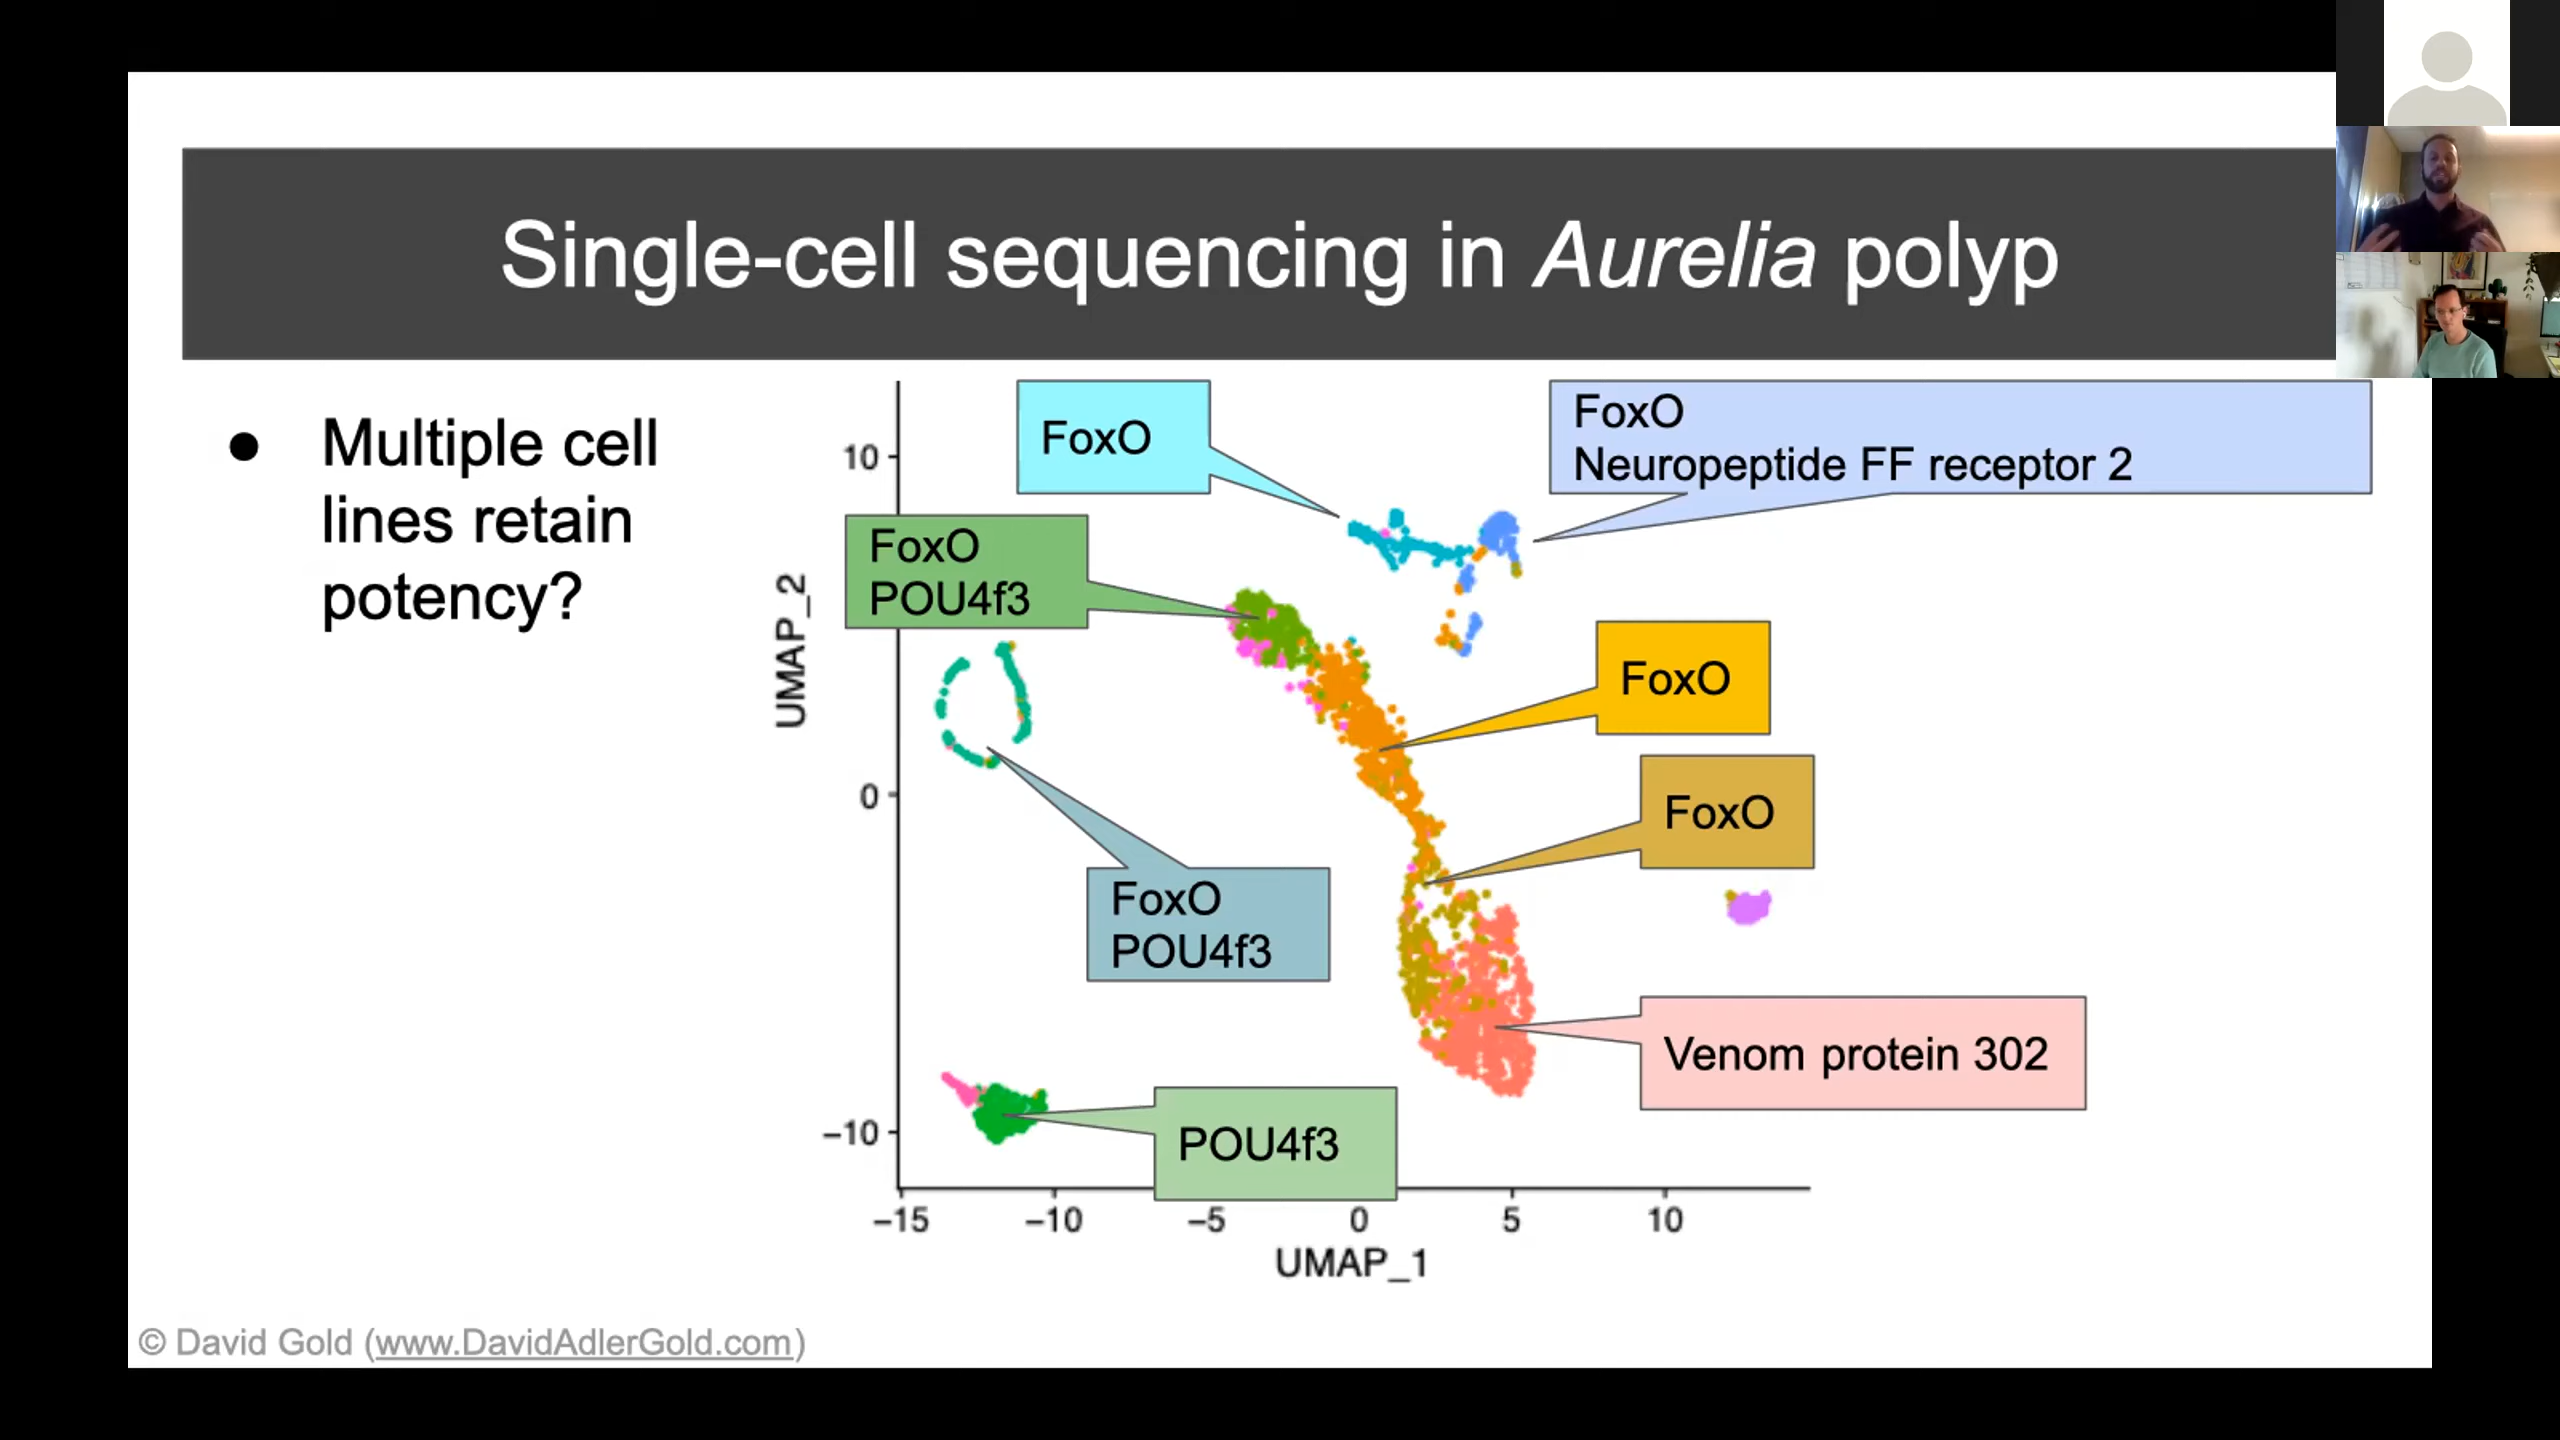 Single-cell sequencing in Aurelia polyp
● Multiple cell
lines retain
potency?
FoxO
FoxO
Neuropeptide FF receptor 2
FoxO
POU4f3
FoxO
FoxO
FoxO
POU4f3
Venom protein 302
POU4f3
UMAP_2
10
0
−10
−15
−10
−5
0
5
10
UMAP_1
© David Gold (www.DavidAdlerGold.com)